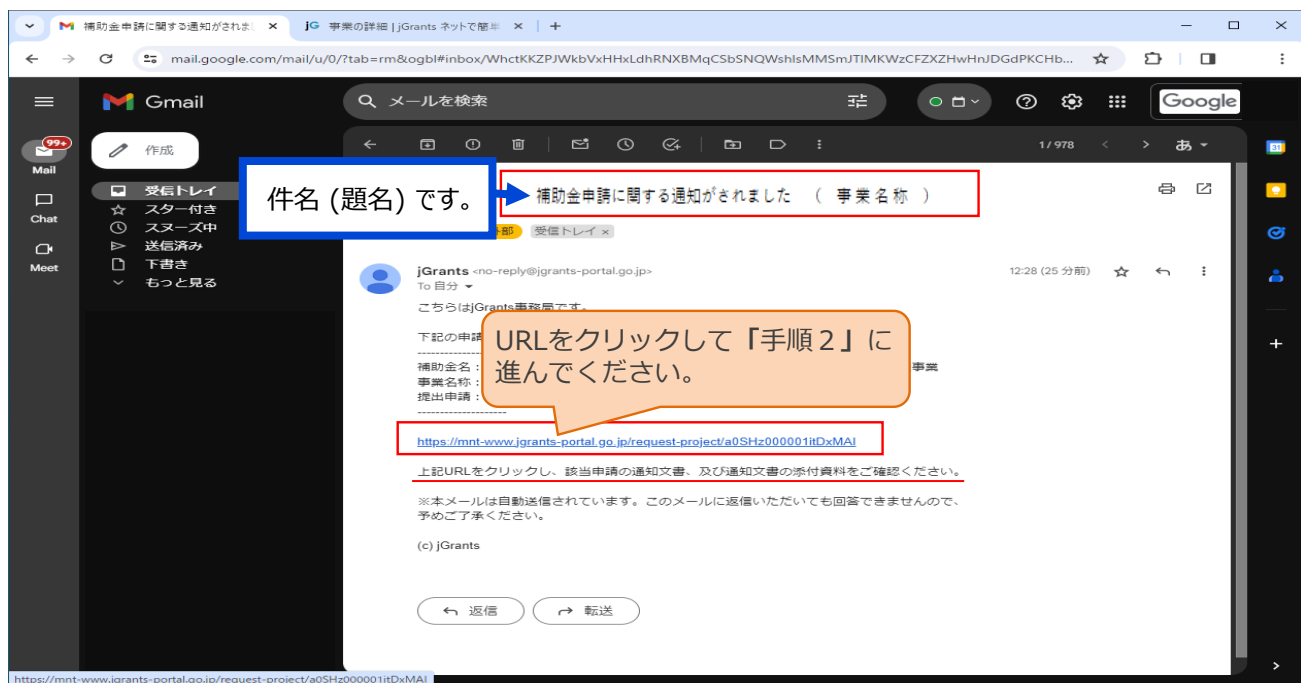 補助金申請に関する通知がされまし
jG 事業の詳細 | jGrants ネットで簡単
mail.google.com/mail/u/0/?tab=rm&ogbl#inbox/WhctKKZPJWkbVxHHxLdhRNXBMqCSbSNQWshlsMMSmJTlMKWzCFZXZHwHnJDGdPKCHb...
Gmail
メールを検索
Google
99+
Mail
Chat
Meet
作成
受信トレイ
スター付き
スヌーズ中
送信済み
下書き
もっと見る
1/978
あ
31
件名 (題名) です。
補助金申請に関する通知がされました （ 事業名称 ）
部 受信トレイ ×
jGrants <no-reply@jgrants-portal.go.jp>
12:28 (25 分前)
To 自分
こちらはjGrants事務局です。
下記の申請
URLをクリックして「手順２」に
進んでください。
--------------------
補助金名： 事業
事業名称：
提出申請：
--------------------
https://mnt-www.jgrants-portal.go.jp/request-project/a0SHz000001itDxMAI
上記URLをクリックし、該当申請の通知文書、及び通知文書の添付資料をご確認ください。
※本メールは自動送信されています。このメールに返信いただいても回答できませんので、
予めご了承ください。
(c) jGrants
返信
転送
https://mnt-www.jgrants-portal.go.jp/request-project/a0SHz000001itDxMAI